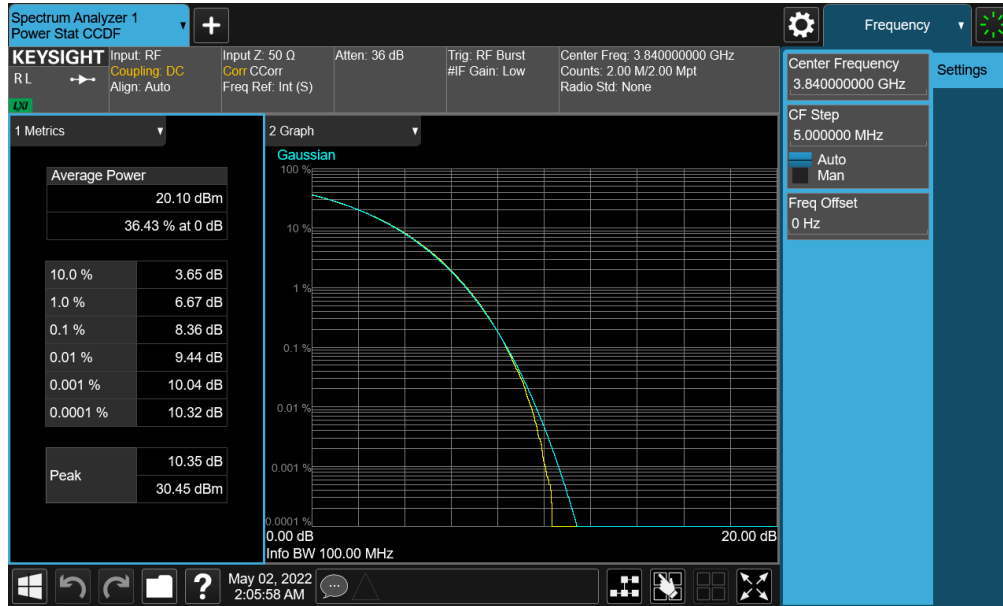 Spectrum Analyzer 1
Power Stat CCDF
Frequency
KEYSIGHT
R L
LXI
Input: RF
Coupling: DC
Align: Auto
Input Z: 50 Ω
Corr CCorr
Freq Ref: Int (S)
Atten: 36 dB
Trig: RF Burst
#IF Gain: Low
Center Freq: 3.840000000 GHz
Counts: 2.00 M/2.00 Mpt
Radio Std: None
Center Frequency
3.840000000 GHz
Settings
CF Step
5.000000 MHz
Auto
Man
Freq Offset
0 Hz
1 Metrics
Average Power
20.10 dBm
36.43 % at 0 dB
10.0 % 3.65 dB
1.0 % 6.67 dB
0.1 % 8.36 dB
0.01 % 9.44 dB
0.001 % 10.04 dB
0.0001 % 10.32 dB
Peak
10.35 dB
30.45 dBm
2 Graph
Gaussian
100 %
10 %
1 %
0.1 %
0.01 %
0.001 %
0.0001 %
0.00 dB 20.00 dB
Info BW 100.00 MHz
?
May 02, 2022
2:05:58 AM